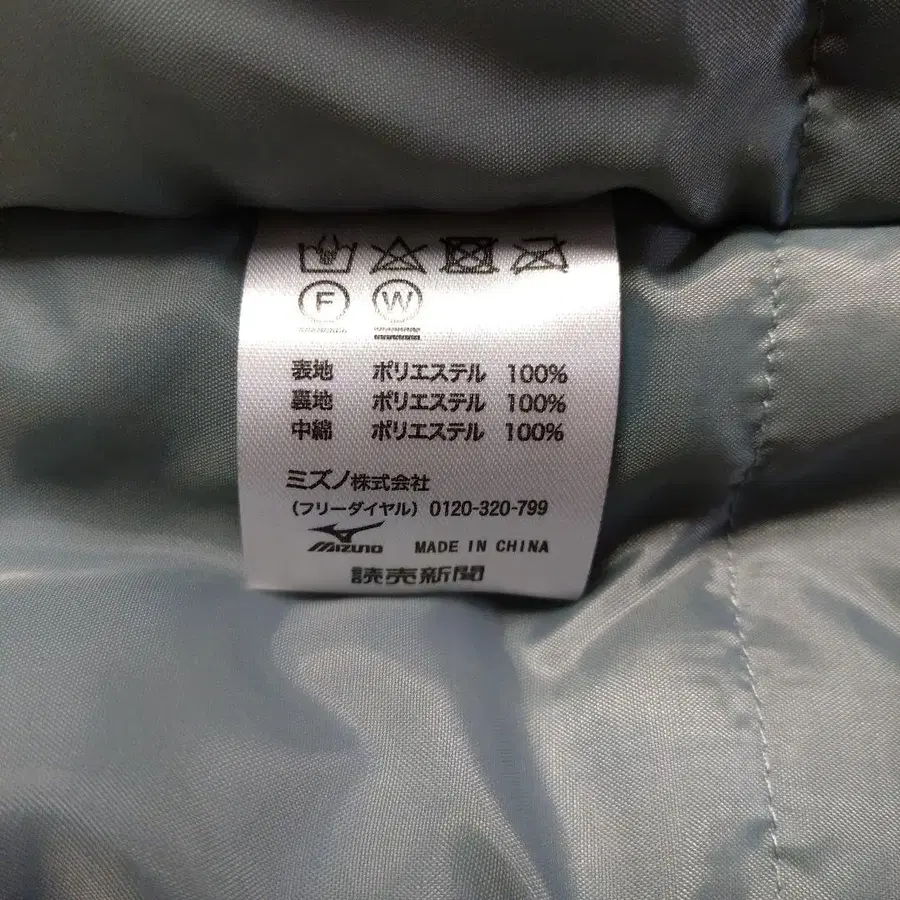 F W
表地 ポリエステル 100%
裏地 ポリエステル 100%
中綿 ポリエステル 100%
ミズノ株式会社
(フリーダイヤル) 0120-320-799
MIZUNO MADE IN CHINA
読売新聞